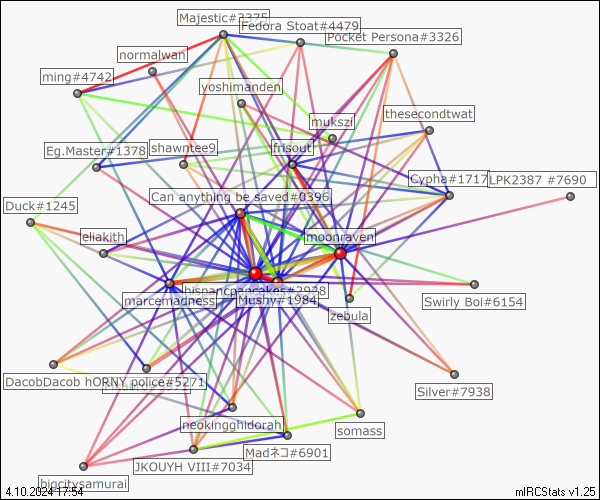 Majestic#2375
Fedora Stoat#4479
Pocket Persona#3326
normalwan
ming#4742
yoshimanden
thesecondtwat
mukszi
Eg.Master#1378
shawntee9
frisout
Cypha#1717
LPK2387 #7690
Can anything be saved#0396
Duck#1245
eliakith
moonraven
hispancpancakes#2928
marcemadness
Mushy#1984
Swirly Boi#6154
zebula
DacobDacob hORNY police#5271
Silver#7938
neokingghidorah
somass
Madネコ#6901
JKOUYH VIII#7034
bigcitysamurai
4.10.2024 17:54
mIRCStats v1.25